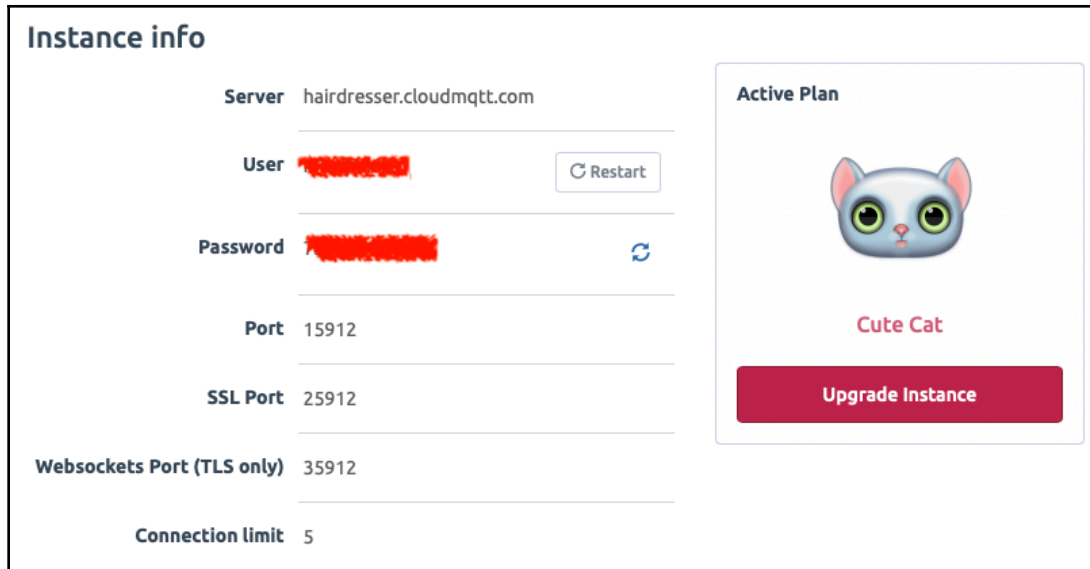 Instance info
Server hairdresser.cloudmqtt.com
Active Plan
User
Restart
Password
Port 15912
Cute Cat
SSL Port 25912
Upgrade Instance
Websockets Port (TLS only) 35912
Connection limit 5